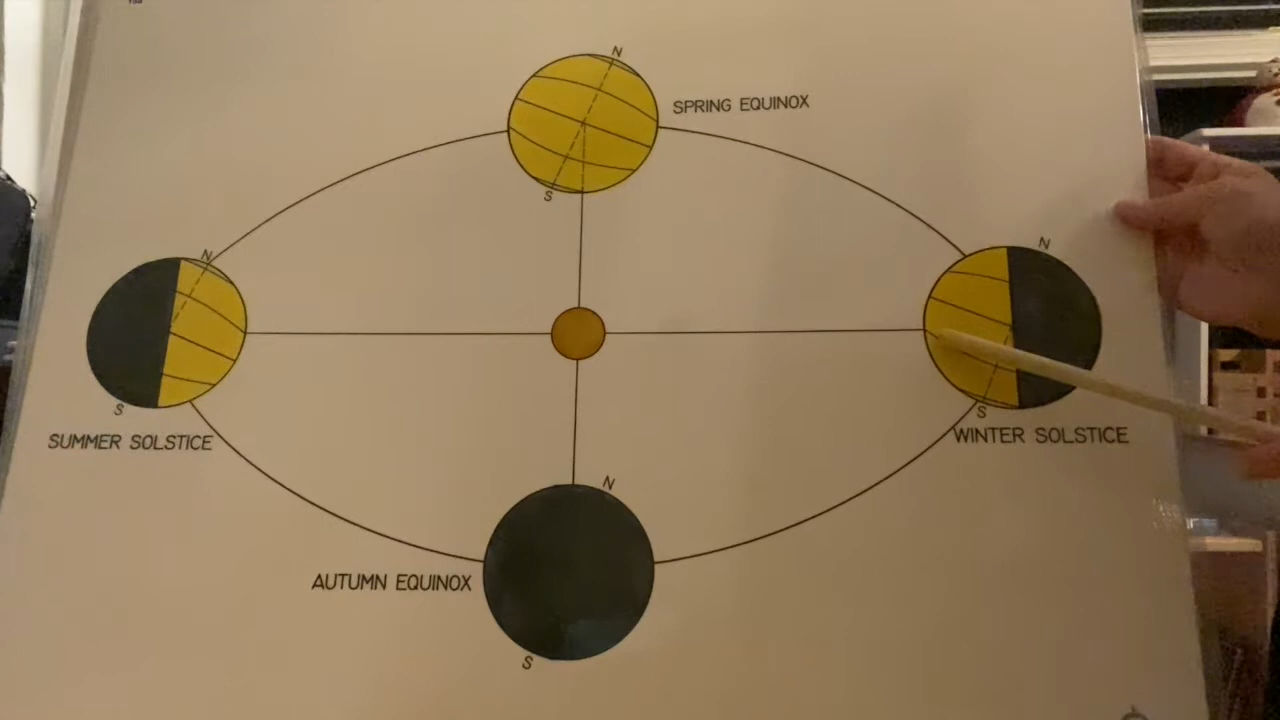 N
SPRING EQUINOX
S
N
N
S
SUMMER SOLSTICE
S
WINTER SOLSTICE
N
AUTUMN EQUINOX
S